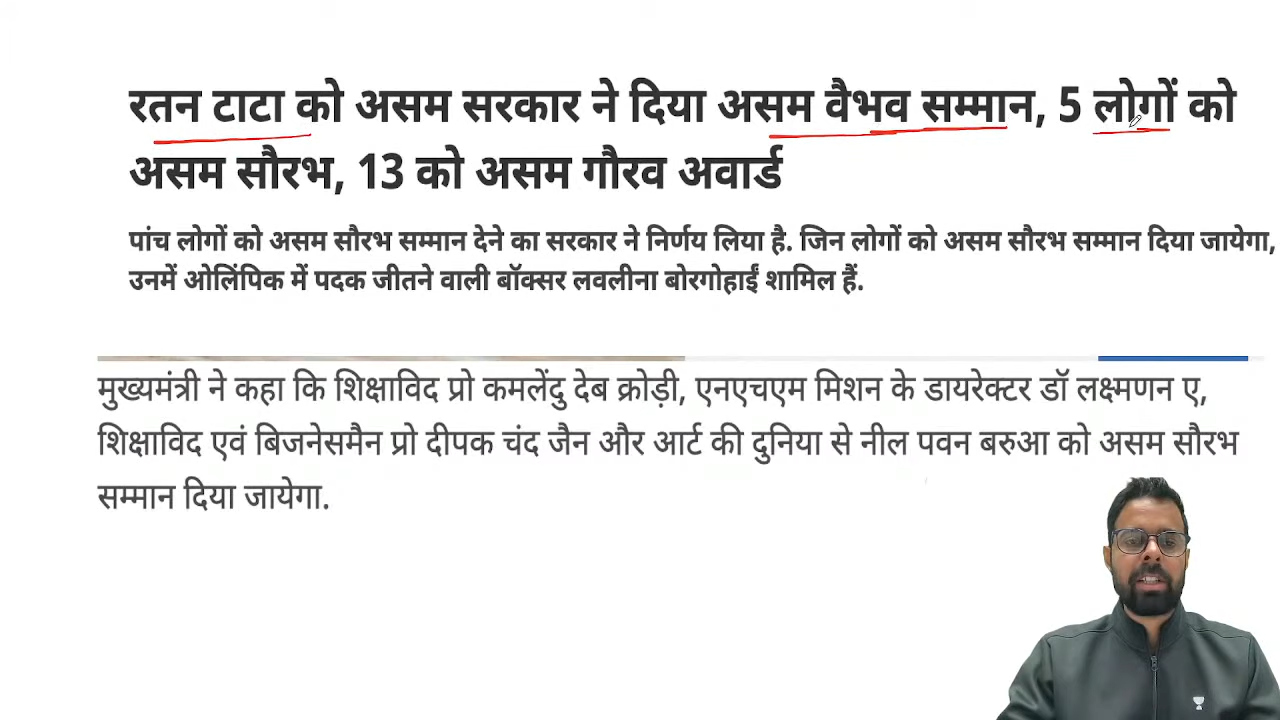 रतन टाटा को असम सरकार ने दिया असम वैभव सम्मान, 5 लोगों को
असम सौरभ, 13 को असम गौरव अवार्ड
पांच लोगों को असम सौरभ सम्मान देने का सरकार ने निर्णय लिया है. जिन लोगों को असम सौरभ सम्मान दिया जायेगा,
उनमें ओलिंपिक में पदक जीतने वाली बॉक्सर लवलीना बोरगोहाईं शामिल हैं.
मुख्यमंत्री ने कहा कि शिक्षाविद प्रो कमलेंदु देब क्रोड़ी, एनएचएम मिशन के डायरेक्टर डॉ लक्ष्मणन ए,
शिक्षाविद एवं बिजनेसमैन प्रो दीपक चंद जैन और आर्ट की दुनिया से नील पवन बरुआ को असम सौरभ
सम्मान दिया जायेगा.